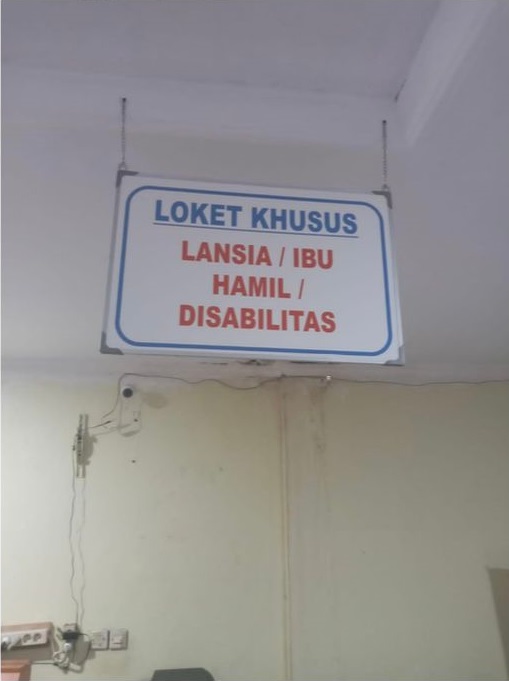 LOKET KHUSUS
LANSIA / IBU
HAMIL /
DISABILITAS